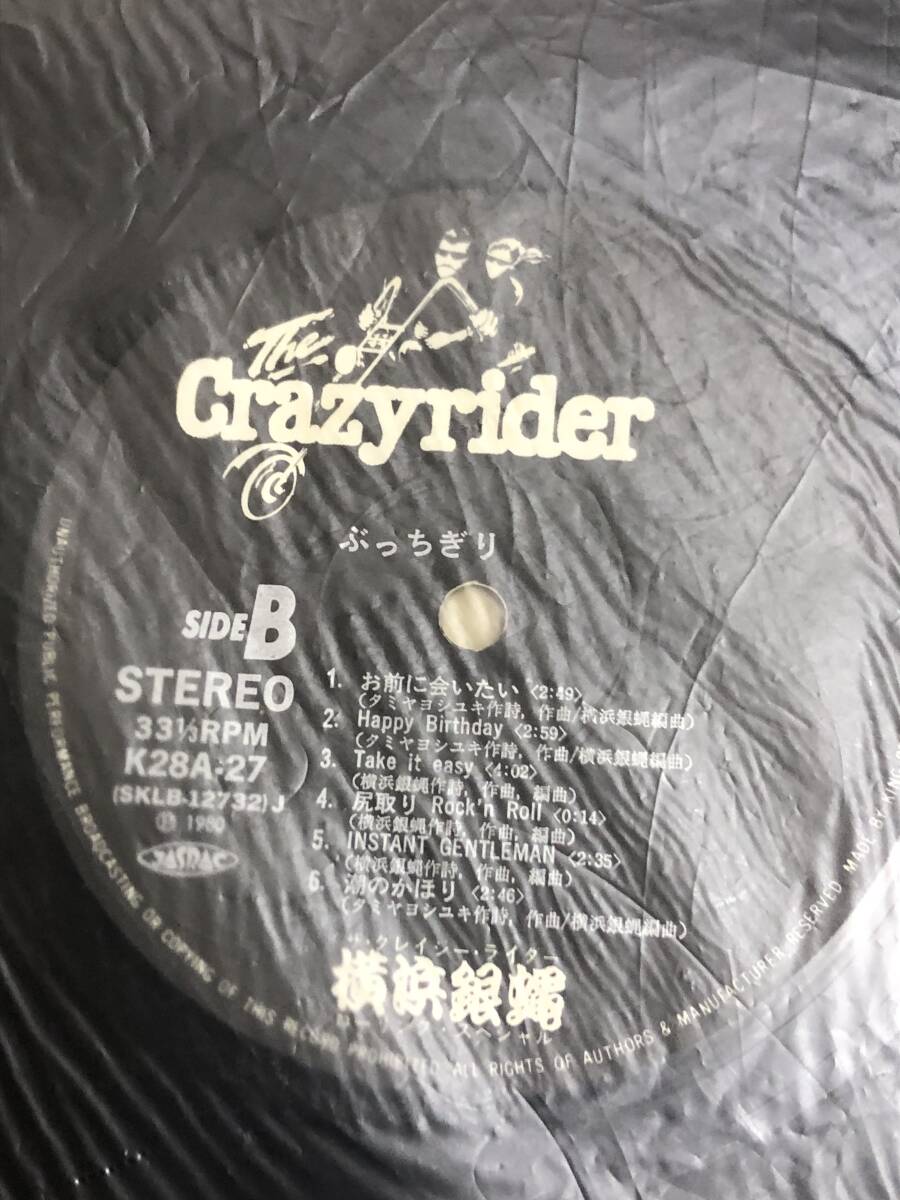 The
Crazyrider
ぶっちぎり
SIDE B
STEREO
33⅓RPM
K28A-27
(SKLB-12732)J
Ⓟ 1980
JASRAC
1. お前に会いたい <2:49>
(タミヤヨシユキ作詩, 作曲/横浜銀蝿編曲)
2. Happy Birthday <2:59>
(タミヤヨシユキ作詩, 作曲/横浜銀蝿編曲)
3. Take it easy <4:02>
(横浜銀蝿作詩, 作曲, 編曲)
4. 尻取り Rock'n Roll <0:14>
(横浜銀蝿作詩, 作曲, 編曲)
5. INSTANT GENTLEMAN <2:35>
(横浜銀蝿作詩, 作曲, 編曲)
6. 潮のかほり <2:46>
(タミヤヨシユキ作詩, 作曲/横浜銀蝿編曲)
ザ・クレイジー・ライダー
横浜銀蝿
スペシャル
UNAUTHORIZED PUBLIC PERFORMANCE BROADCASTING OR COPYING OF THIS RECORD PROHIBITED ALL RIGHTS OF AUTHORS & MANUFACTURER RESERVED MADE BY KING